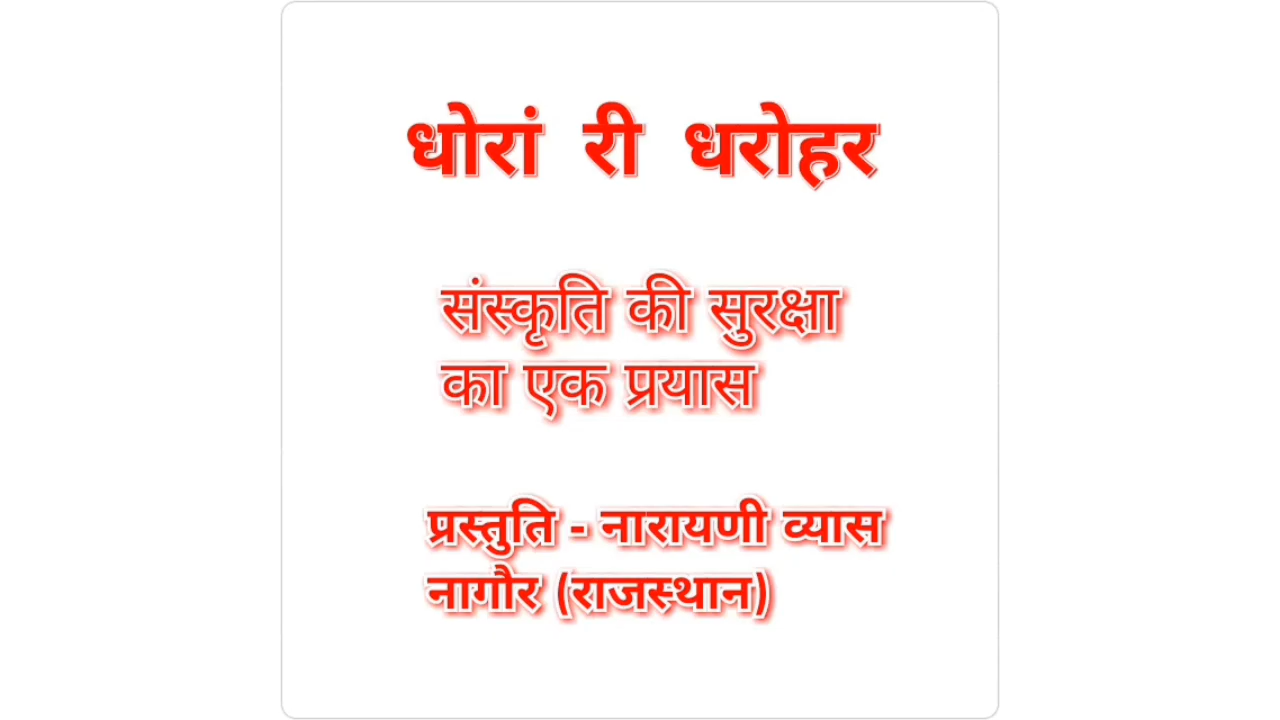 धोरां री धरोहर
संस्कृति की सुरक्षा
का एक प्रयास
प्रस्तुति - नारायणी व्यास
नागौर (राजस्थान)